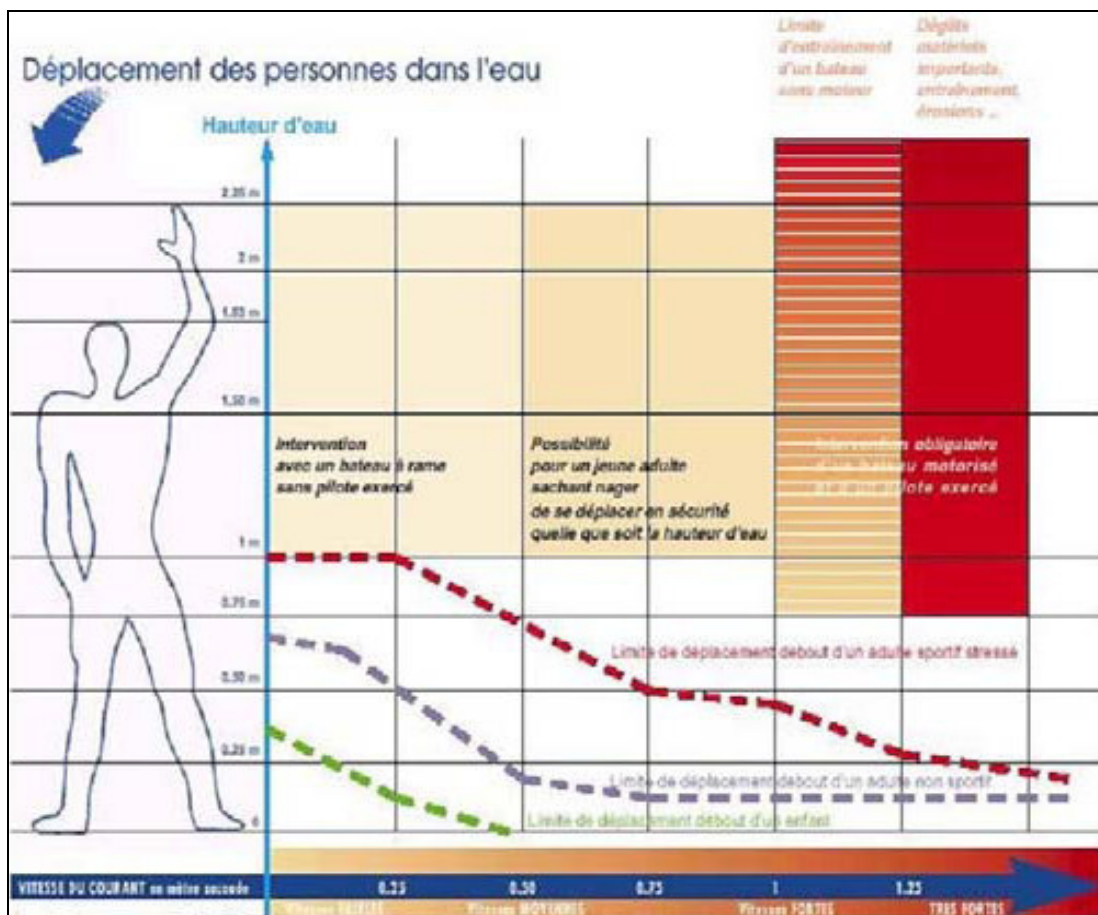 Déplacement des personnes dans l'eau
Limite
d'entraînement
d'un bateau
sans moteur
Dégâts
matériels
importants,
entraînement,
érosions ...
Hauteur d'eau
2,25 m
2 m
1,50 m
Intervention
avec un bateau à rame
sans pilote exercé
Possibilité
pour un jeune adulte
sachant nager
de se déplacer en sécurité
quelle que soit la hauteur d'eau
Intervention obligatoire
bateau motorisé
pilote exercé
1 m
0,75 m
Limite de déplacement debout d'un adulte sportif stressé
0,50 m
0,25 m
Limite de déplacement debout d'un adulte non sportif
Limite de déplacement debout d'un enfant
0
VITESSE DU COURANT en mètre seconde 0.25 0.50 0.75 1 1.25
Vitesses FAIBLES Vitesses MOYENNES Vitesses FORTES TRES FORTES